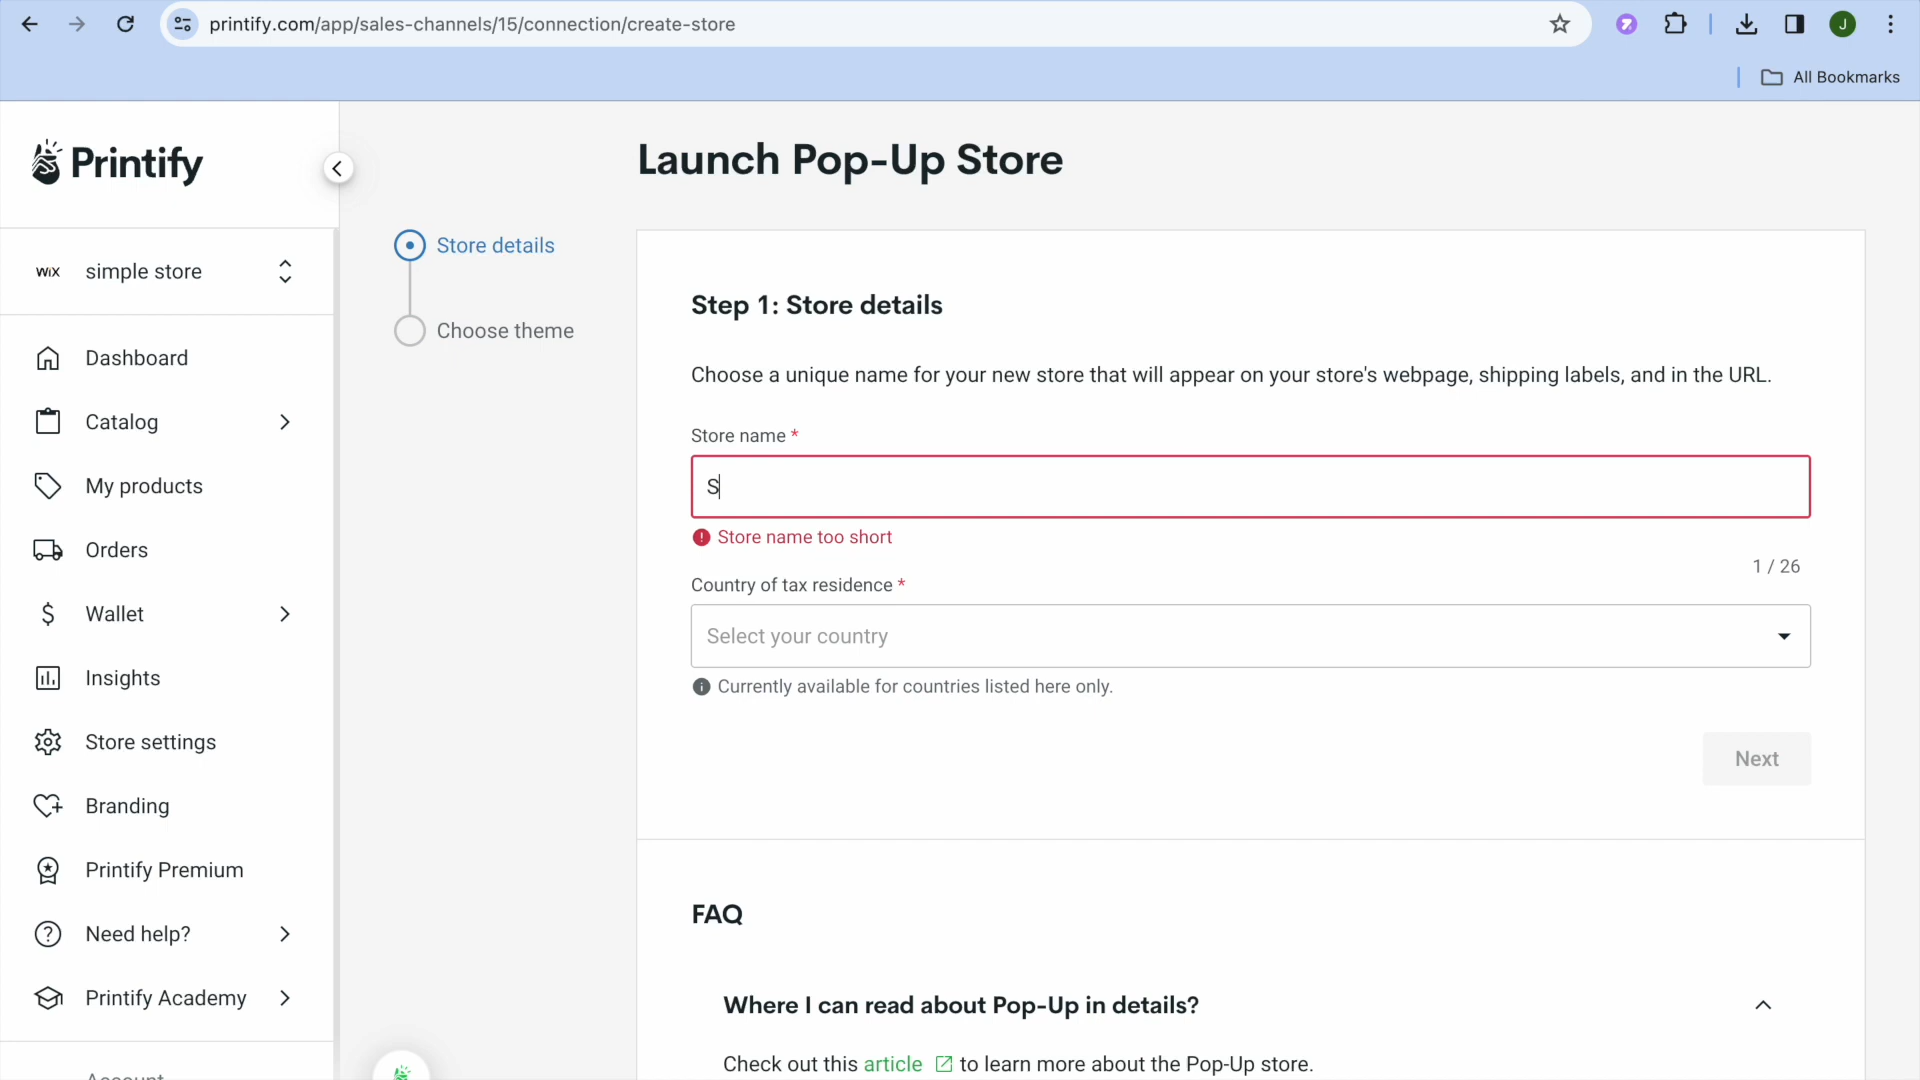 printify.com/app/sales-channels/15/connection/create-store
J
All Bookmarks
Printify
WIX simple store
Dashboard
Catalog
My products
Orders
Wallet
Insights
Store settings
Branding
Printify Premium
Need help?
Printify Academy
Account
Launch Pop-Up Store
Store details
Choose theme
Step 1: Store details
Choose a unique name for your new store that will appear on your store's webpage, shipping labels, and in the URL.
Store name *
S
Store name too short
1 / 26
Country of tax residence *
Select your country
Currently available for countries listed here only.
Next
FAQ
Where I can read about Pop-Up in details?
Check out this article to learn more about the Pop-Up store.